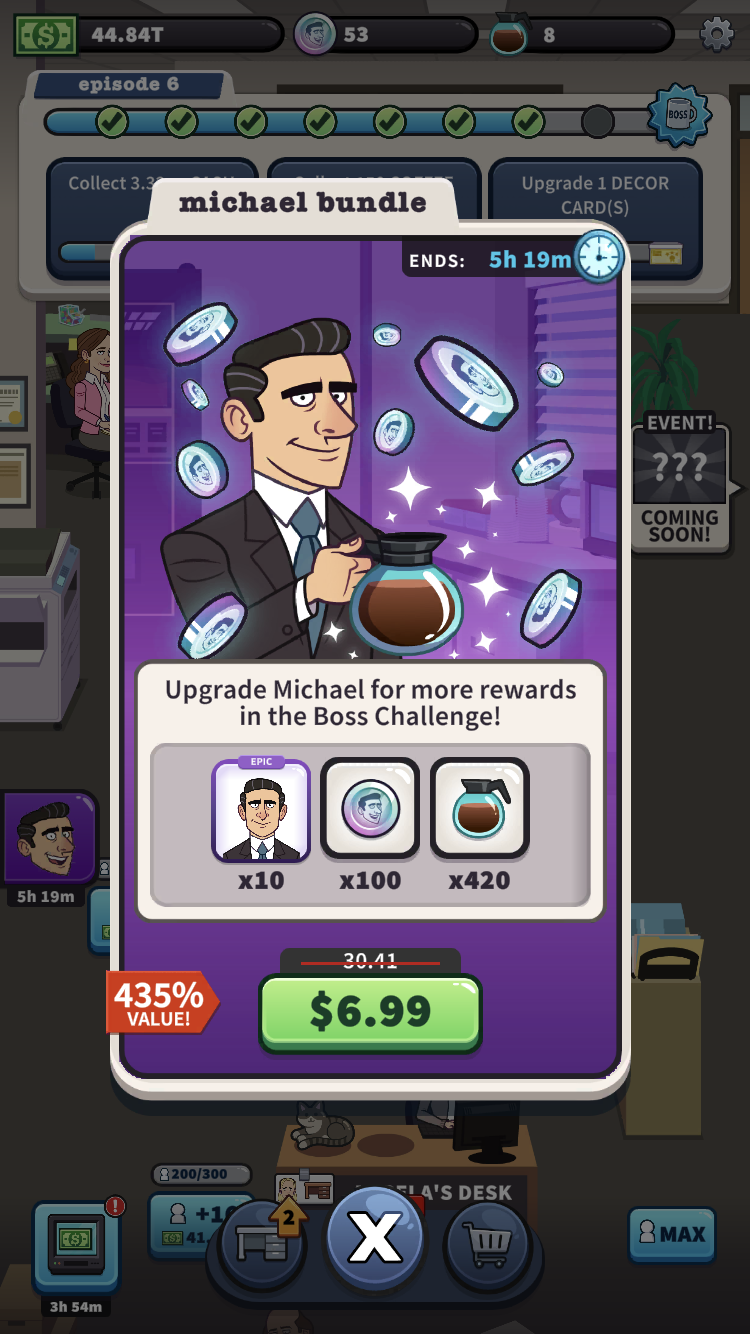 44.84T
53
8
episode 6
BOSS
Collect 3.3
Upgrade 1 DECOR
CARD(S)
michael bundle
ENDS: 5h 19m
EVENT!
???
COMING
SOON!
Upgrade Michael for more rewards
in the Boss Challenge!
EPIC
x10
x100
x420
5h 19m
30.41
$6.99
435%
VALUE!
200/300
'S DESK
+1
41.
2
X
MAX
3h 54m
!